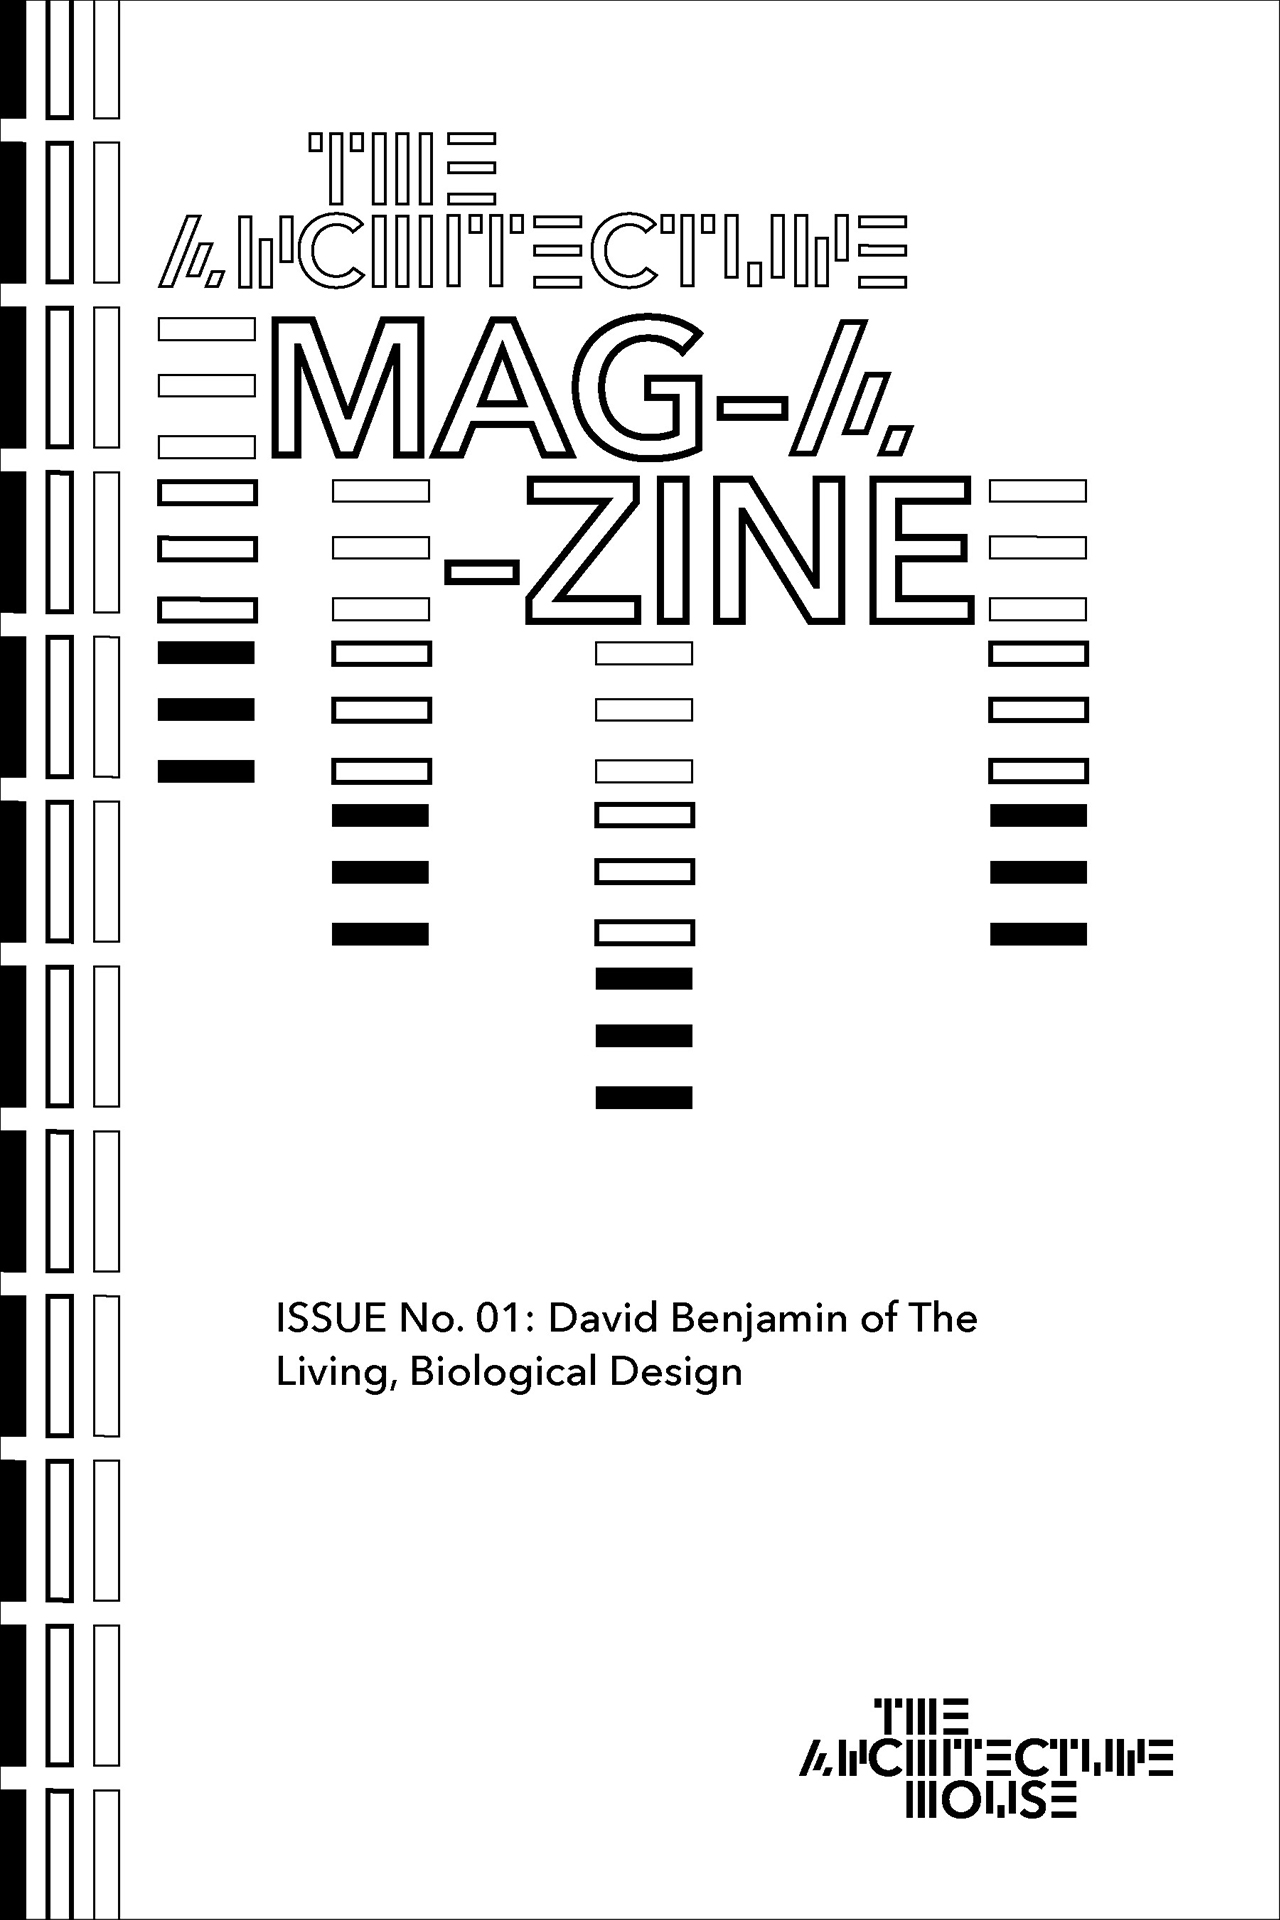 THE
ARCHITECTURE
MAG-A
-ZINE
ISSUE No. 01: David Benjamin of The
Living, Biological Design
THE
ARCHITECTURE
HOUSE